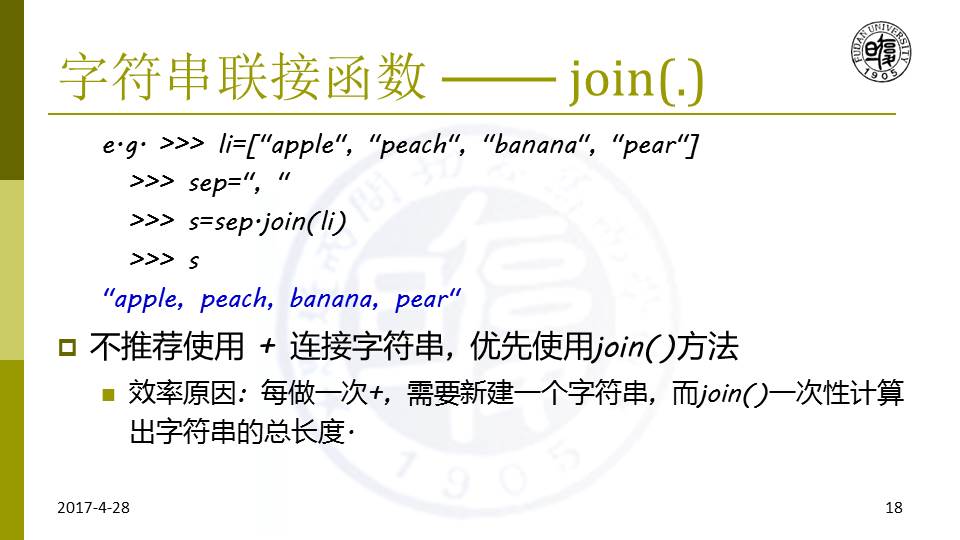 字符串联接函数 —— join(.)
FUDAN UNIVERSITY
1905
e.g. >>> li=["apple", "peach", "banana", "pear"]
>>> sep=", "
>>> s=sep.join(li)
>>> s
"apple, peach, banana, pear"
不推荐使用 + 连接字符串, 优先使用join()方法
效率原因: 每做一次+, 需要新建一个字符串, 而join()一次性计算
出字符串的总长度.
1905
2017-4-28
18